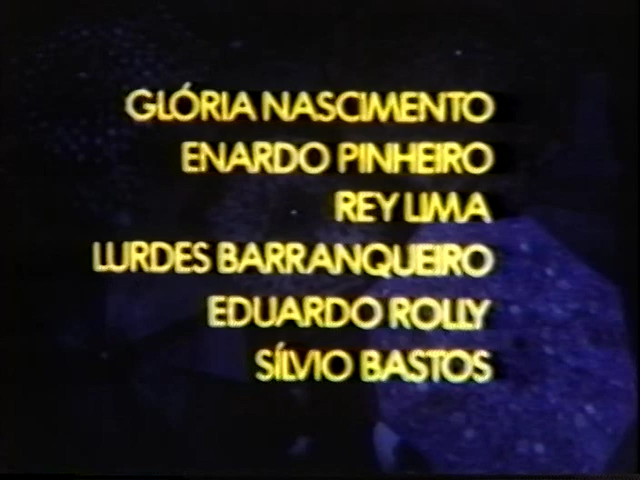 GLÓRIA NASCIMENTO
ENARDO PINHEIRO
REY LIMA
LURDES BARRANQUEIRO
EDUARDO ROLLY
SÍLVIO BASTOS